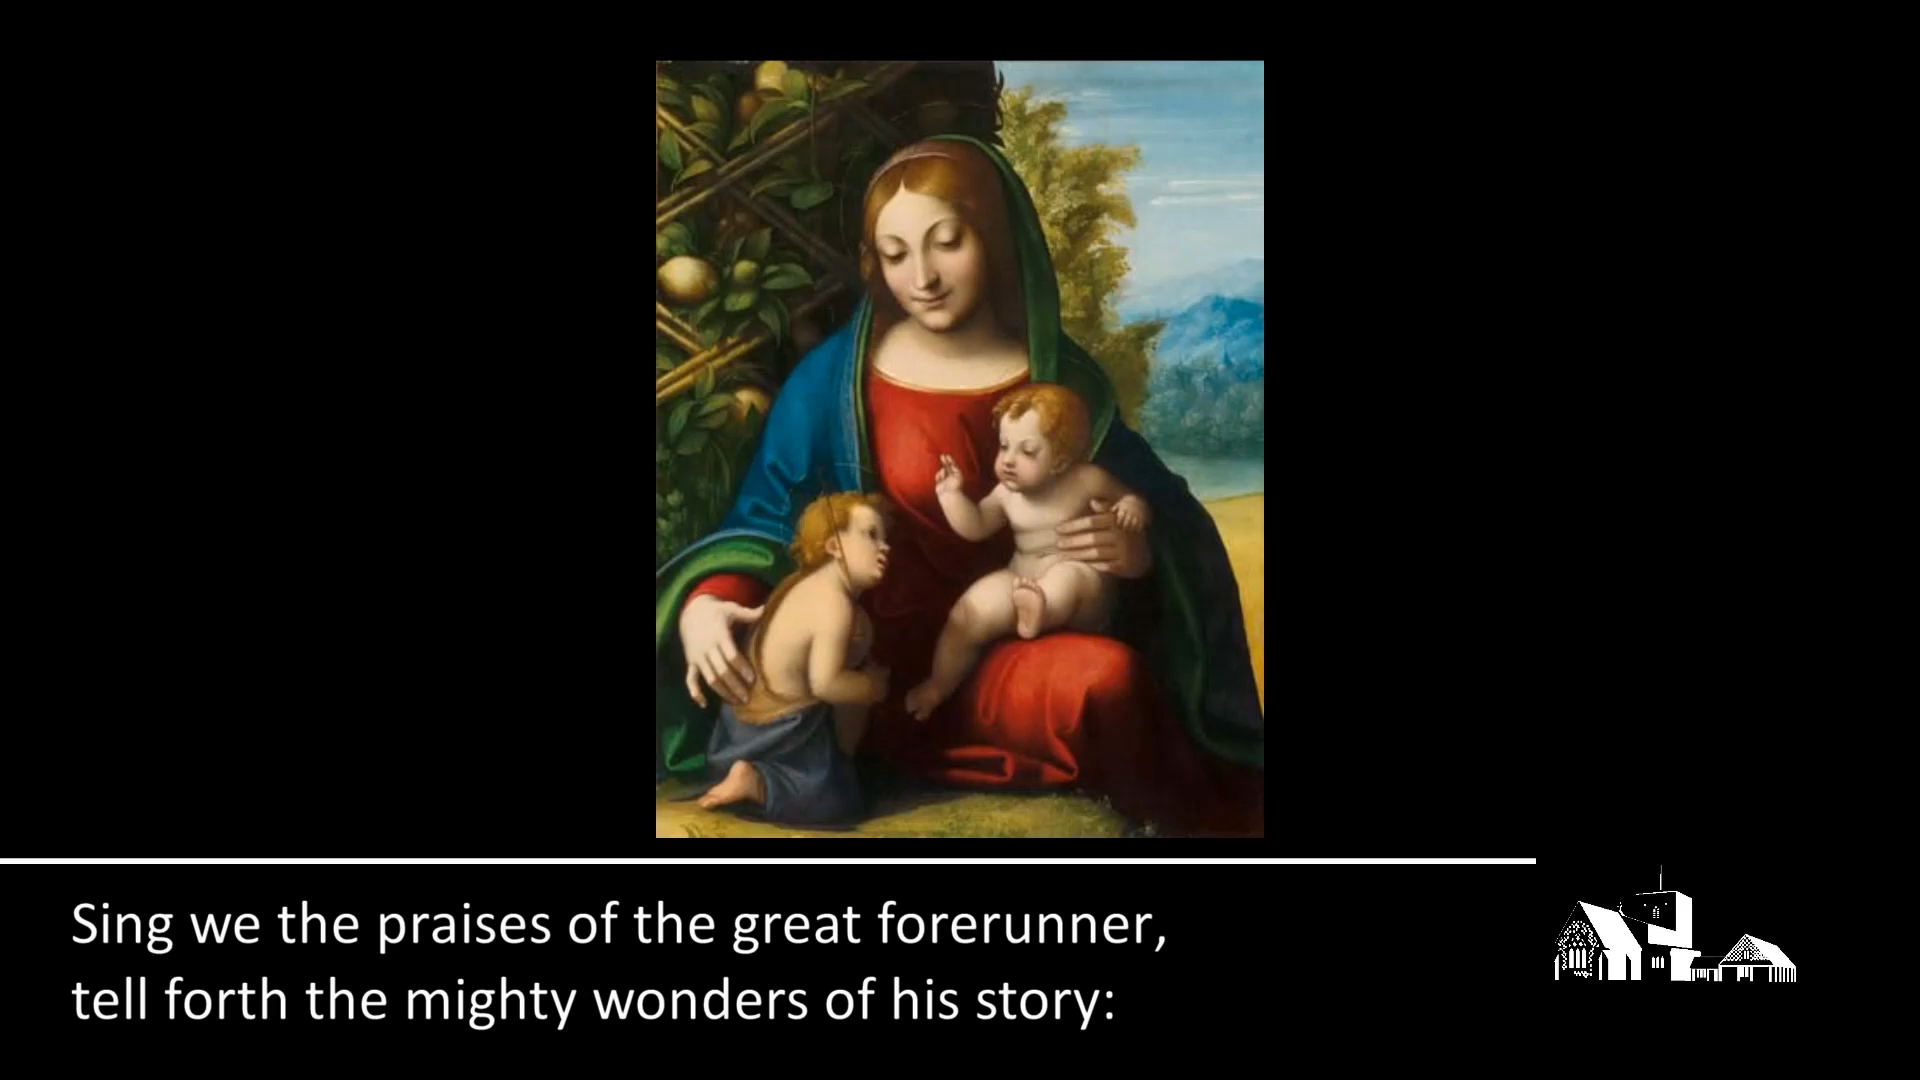 Sing we the praises of the great forerunner,
tell forth the mighty wonders of his story: